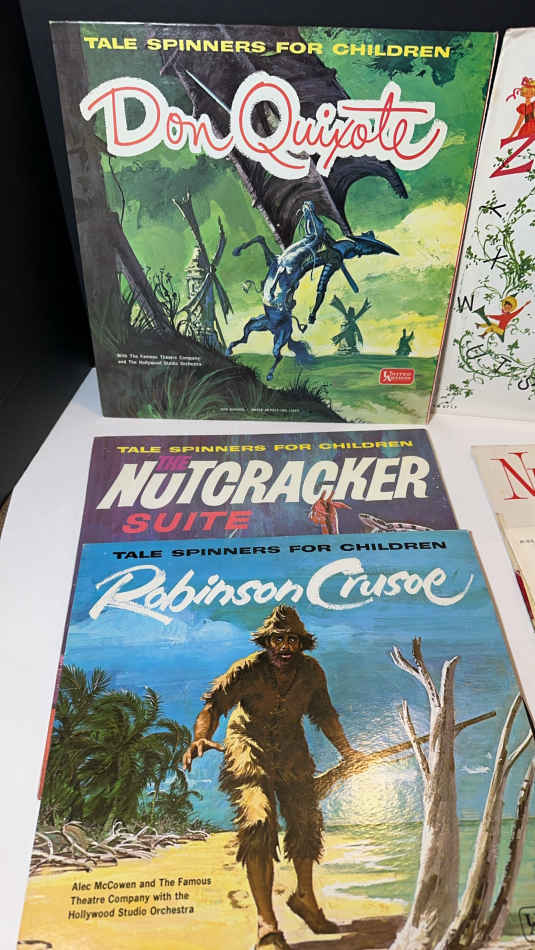 TALE SPINNERS FOR CHILDREN
Don Quixote
With The Famous Theatre Company
and The Hollywood Studio Orchestra
UNITED
ARTISTS
Z
K
X
W
TALE SPINNERS FOR CHILDREN
THE
NUTCRACKER
SUITE
N
TALE SPINNERS FOR CHILDREN
Robinson Crusoe
Alec McCowen and The Famous
Theatre Company with the
Hollywood Studio Orchestra